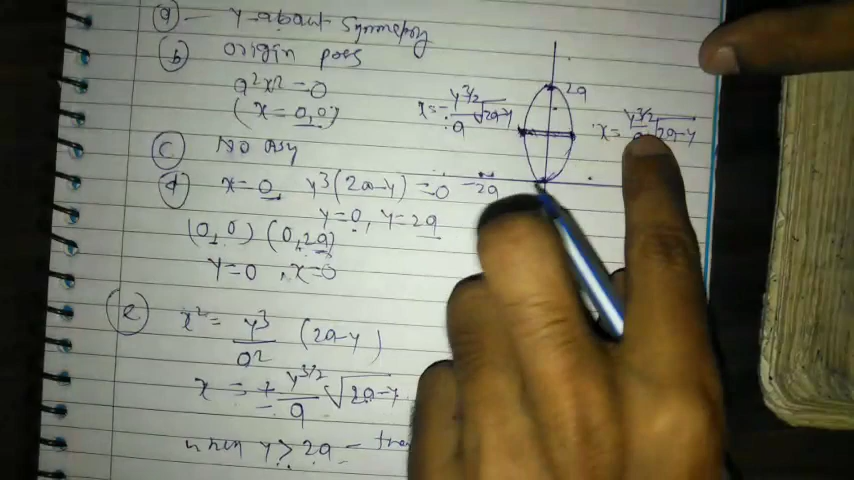 (a) - Y-about Symmetry
(b) origin pass
a²x² = 0
(x = 0,0)
(c) No Asy
(d) x = 0, y³(2a-y) = 0
y = 0, y = 2a
(0,0) (0,2a)
y = 0, x = 0
(e) x² = y³/a² (2a-y)
x = ± y^3/2/a √2a-y
when y > 2a -
2a
x = - y^3/2/a √2a-y
x = y^3/2/a √2a-y
-2a